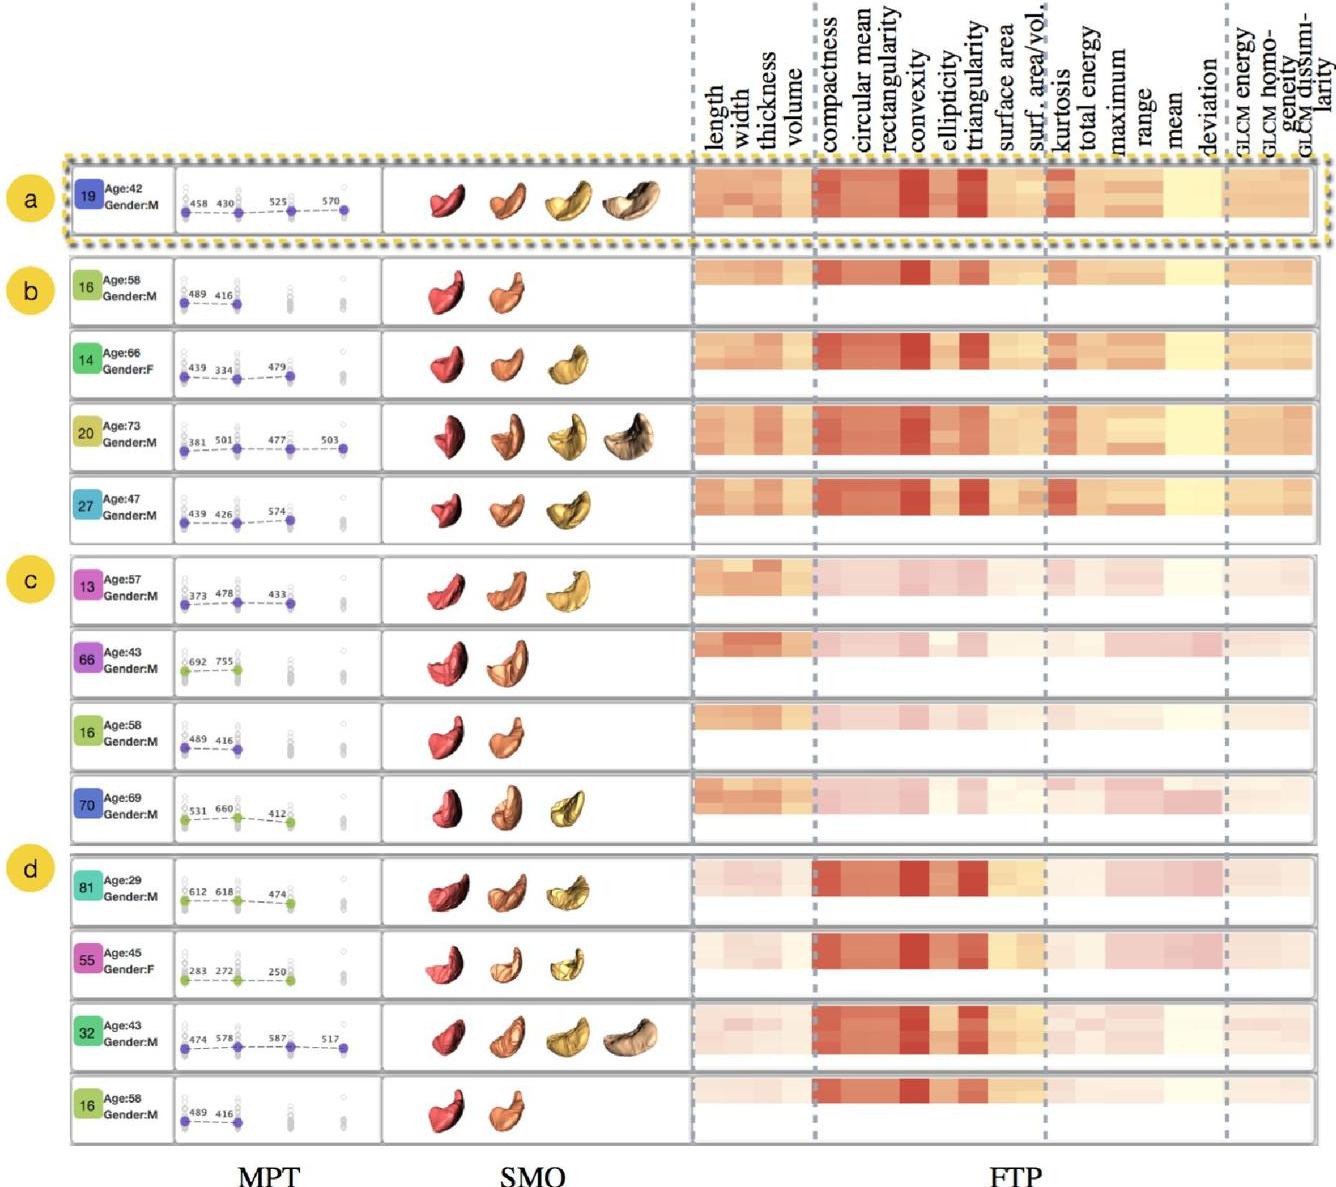 length
width
thickness
volume
compactness
circular mean
rectangularity
convexity
ellipticity
triangularity
surface area
surf. area/vol.
kurtosis
total energy
maximum
range
mean
deviation
GLCM energy
GLCM homo-
geneity
GLCM dissimi-
larity
a
19
Age:42
Gender:M
458 430 525 570
b
16
Age:58
Gender:M
489 416
14
Age:66
Gender:F
439 334 479
20
Age:73
Gender:M
381 501 477 503
27
Age:47
Gender:M
439 426 574
c
13
Age:57
Gender:M
373 478 433
66
Age:43
Gender:M
692 755
16
Age:58
Gender:M
489 416
70
Age:69
Gender:M
531 660 412
d
81
Age:29
Gender:M
612 618 474
55
Age:45
Gender:F
283 272 250
32
Age:43
Gender:M
474 578 587 517
16
Age:58
Gender:M
489 416
MPT SMO FTP